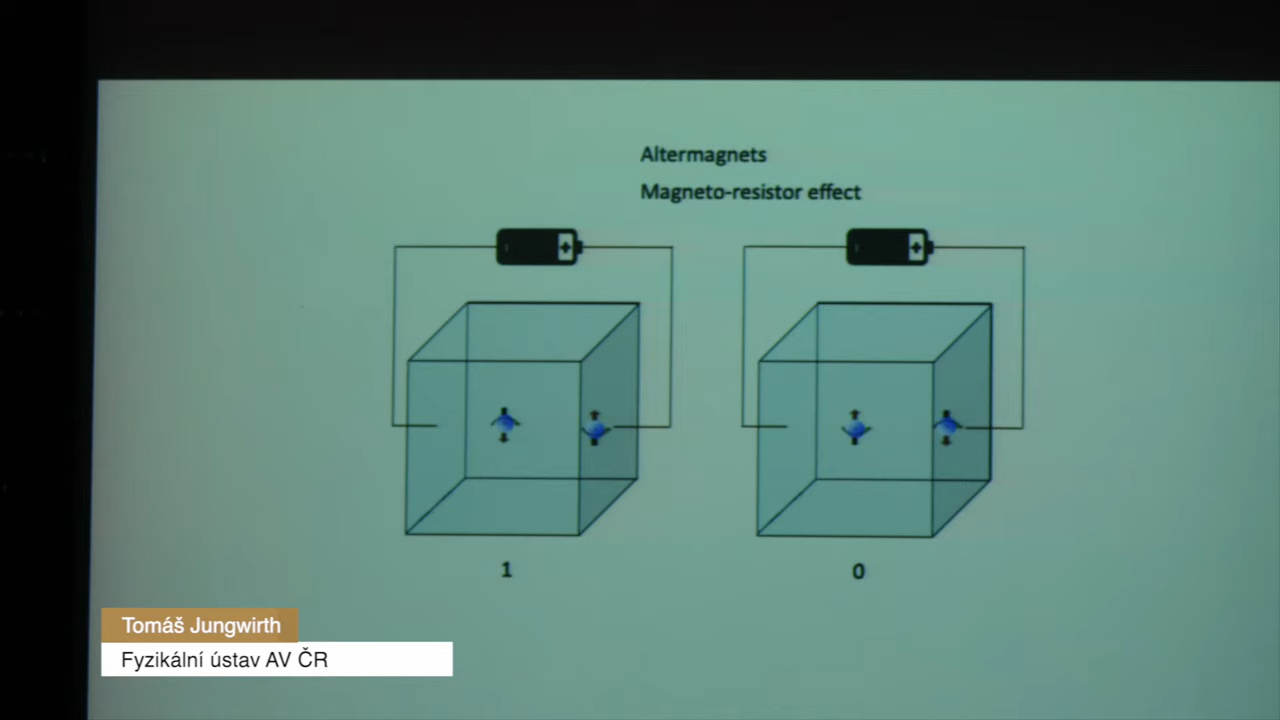 Altermagnets
Magneto-resistor effect
1
0
Tomáš Jungwirth
Fyzikální ústav AV ČR